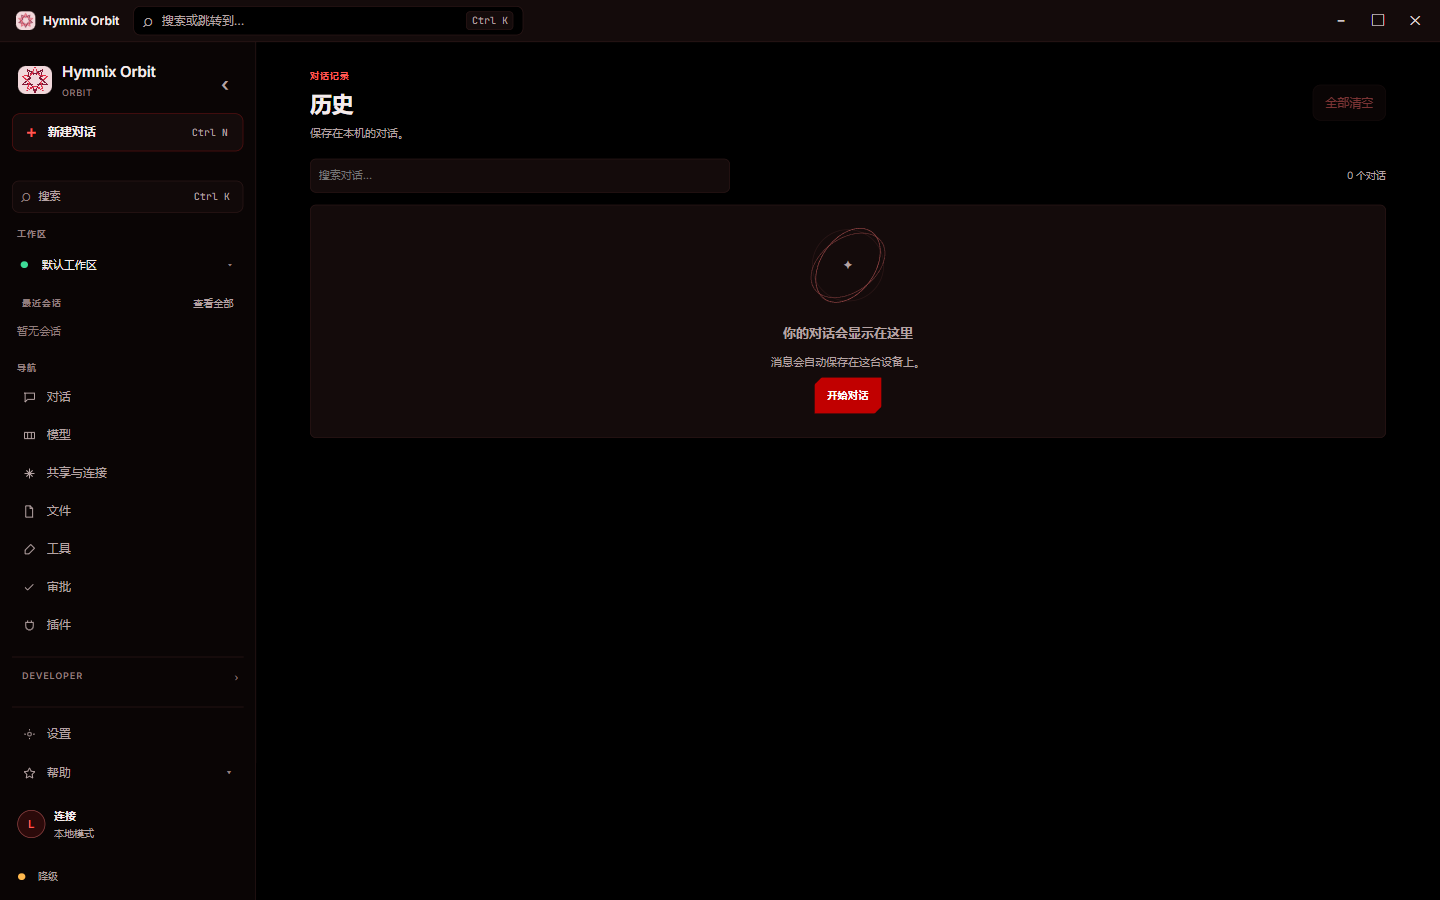 Hymnix Orbit
搜索或跳转到...
Ctrl K
Hymnix Orbit
ORBIT
新建对话
Ctrl N
搜索
Ctrl K
工作区
默认工作区
最近会话
查看全部
暂无会话
导航
对话
模型
共享与连接
文件
工具
审批
插件
DEVELOPER
设置
帮助
L
连接
本地模式
降级
对话记录
历史
保存在本机的对话。
全部清空
搜索对话...
0 个对话
你的对话会显示在这里
消息会自动保存在这台设备上。
开始对话